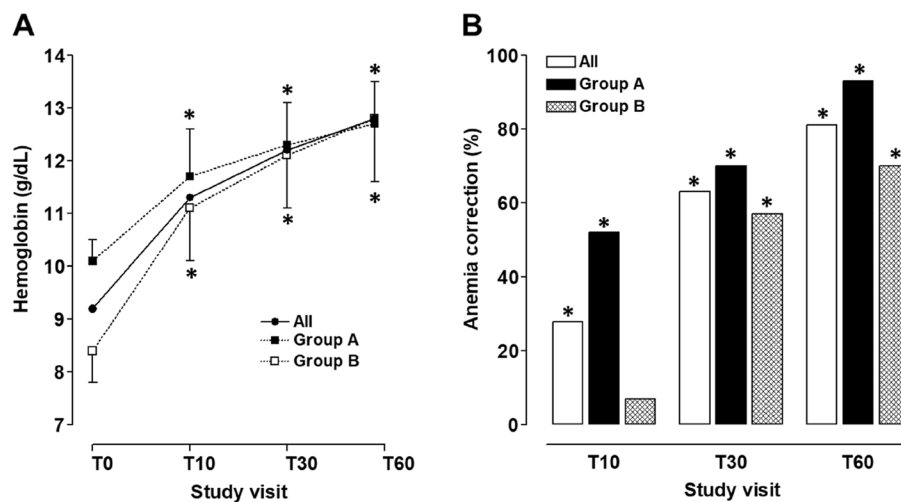 A
Hemoglobin (g/dL)
14
13
12
11
10
9
8
7
* * *
* * *
All
Group A
Group B
T0 T10 T30 T60
Study visit
B
Anemia correction (%)
100
80
60
40
20
0
All
Group A
Group B
* * * * * * * *
T10 T30 T60
Study visit